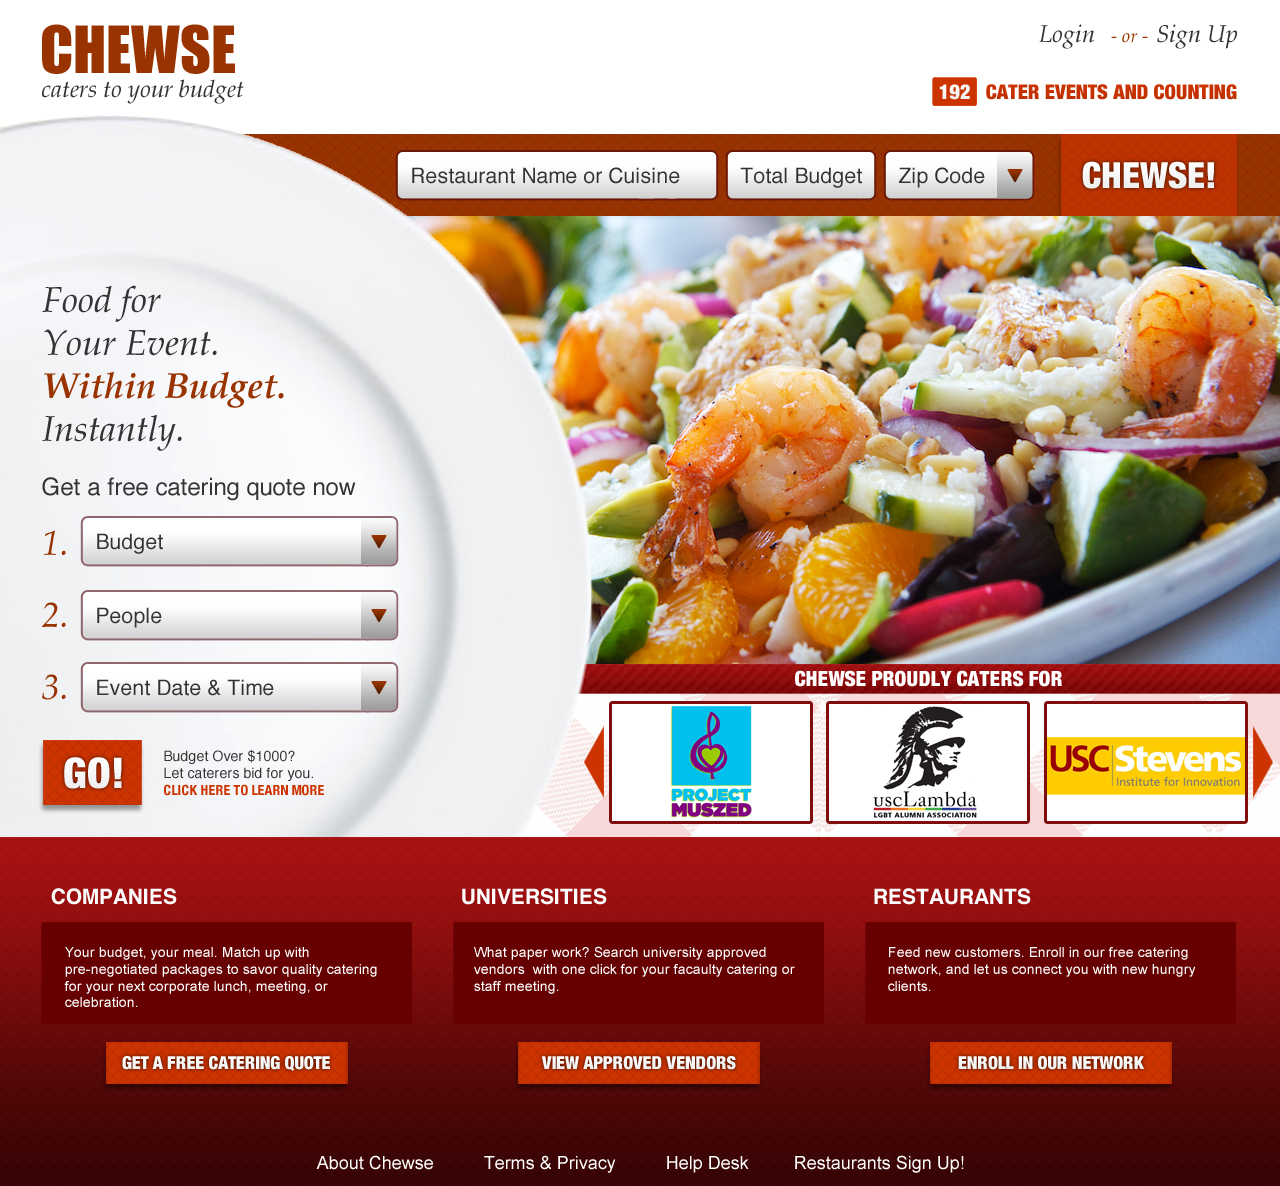 CHEWSE
caters to your budget
Login - or - Sign Up
192 CATER EVENTS AND COUNTING
Restaurant Name or Cuisine
Total Budget
Zip Code
CHEWSE!
Food for
Your Event.
Within Budget.
Instantly.
Get a free catering quote now
1. Budget
2. People
3. Event Date & Time
GO!
Budget Over $1000?
Let caterers bid for you.
CLICK HERE TO LEARN MORE
CHEWSE PROUDLY CATERS FOR
PROJECT
MUSZED
uscLambda
LGBT ALUMNI ASSOCIATION
USC Stevens
Institute for Innovation
COMPANIES
Your budget, your meal. Match up with
pre-negotiated packages to savor quality catering
for your next corporate lunch, meeting, or
celebration.
GET A FREE CATERING QUOTE
UNIVERSITIES
What paper work? Search university approved
vendors with one click for your facaulty catering or
staff meeting.
VIEW APPROVED VENDORS
RESTAURANTS
Feed new customers. Enroll in our free catering
network, and let us connect you with new hungry
clients.
ENROLL IN OUR NETWORK
About Chewse
Terms & Privacy
Help Desk
Restaurants Sign Up!